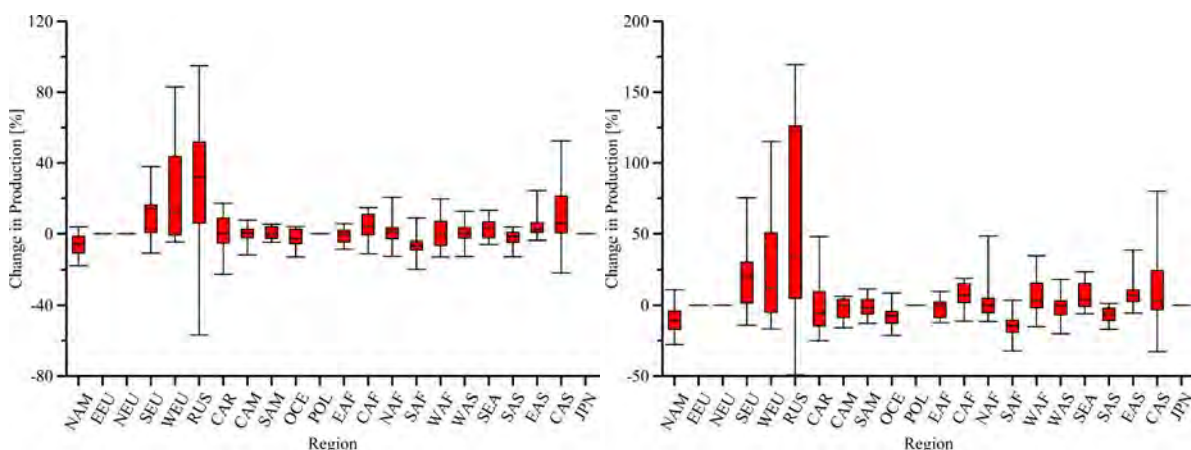 120
80
40
0
-40
-80
Change in Production [%]
NAM
EEU
NEU
SEU
WEU
RUS
CAR
CAM
SAM
OCE
POL
EAF
CAF
NAF
SAF
WAF
WAS
SEA
SAS
EAS
CAS
JPN
Region
200
150
100
50
0
-50
Change in Production [%]
NAM
EEU
NEU
SEU
WEU
RUS
CAR
CAM
SAM
OCE
POL
EAF
CAF
NAF
SAF
WAF
WAS
SEA
SAS
EAS
CAS
JPN
Region